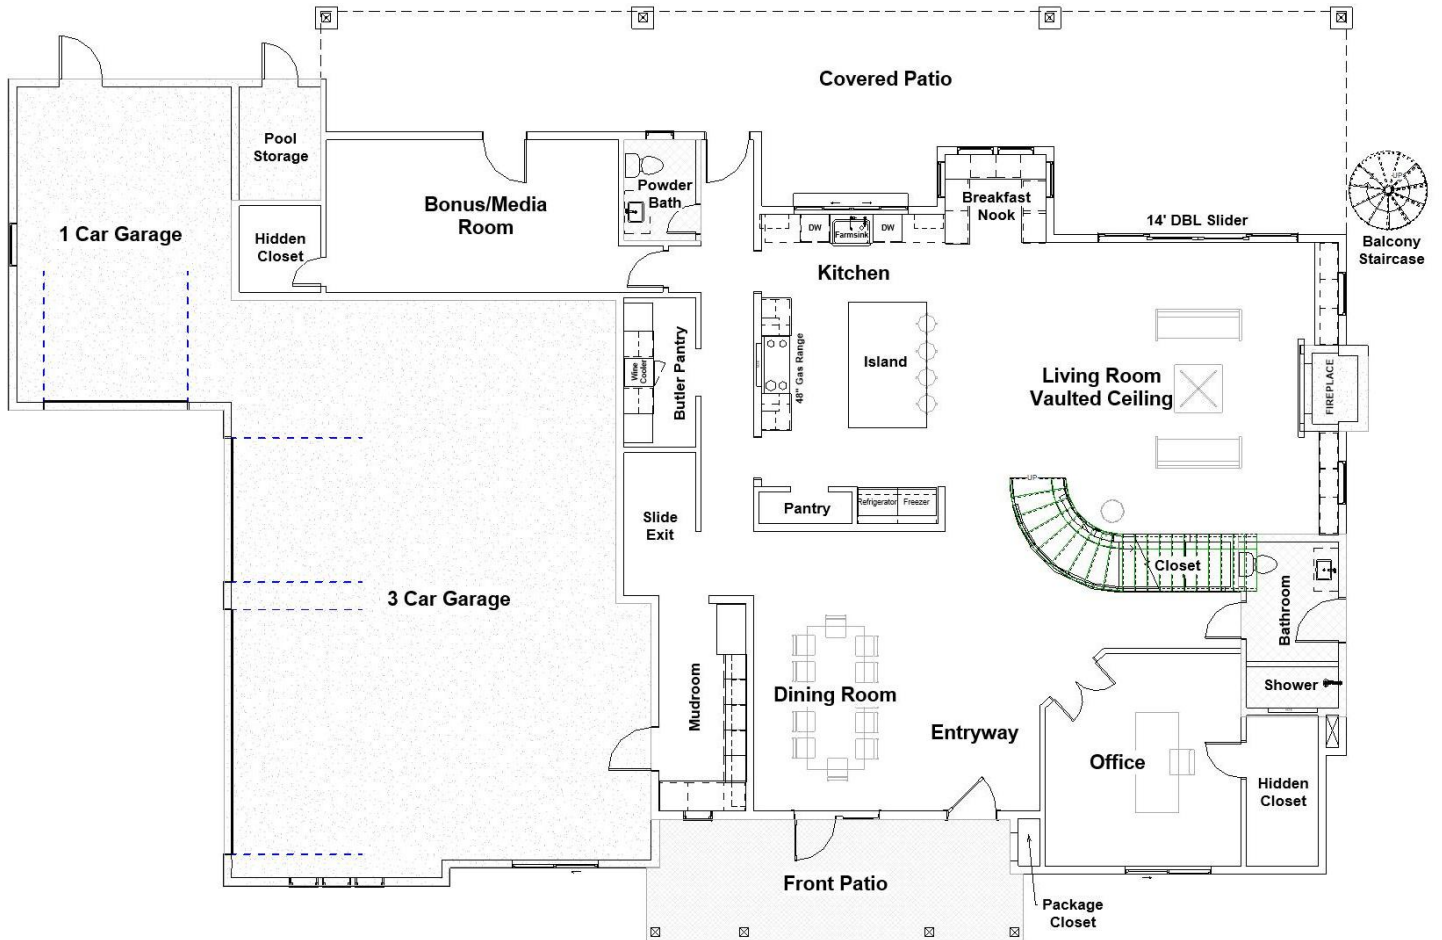 Covered Patio
Pool
Storage
Powder
Bath
Bonus/Media
Room
Breakfast
Nook
UP
1 Car Garage
Hidden
Closet
DW
Farmsink
DW
14' DBL Slider
Balcony
Staircase
Kitchen
Butler Pantry
Wine
Cooler
48" Gas Range
Island
Living Room
Vaulted Ceiling
FIREPLACE
UP
Pantry
Refrigerator
Freezer
Slide
Exit
Closet
3 Car Garage
Bathroom
Shower
Mudroom
Dining Room
Entryway
Office
Hidden
Closet
Front Patio
Package
Closet